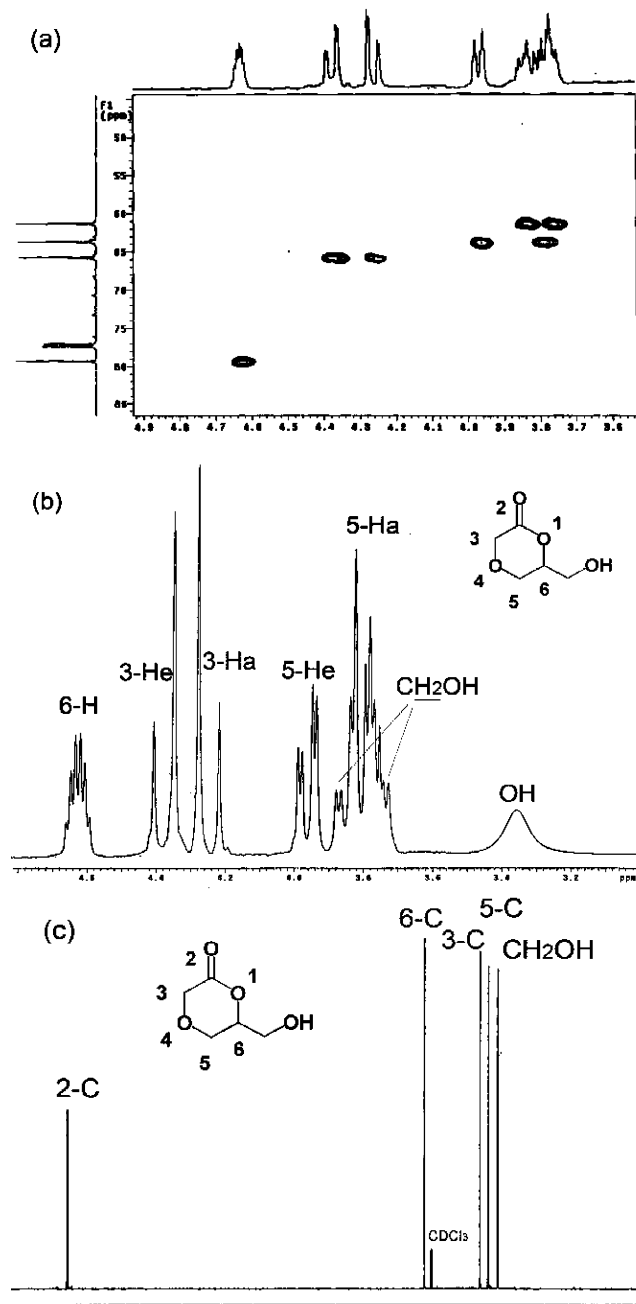 (a)
F1
(ppm)
50
55
60
65
70
75
80
85
4.9 4.8 4.7 4.6 4.5 4.4 4.3 4.2 4.1 4.0 3.9 3.8 3.7 3.6
(b)
O
2 1
3 O
O OH
4 5 6
5-Ha
3-He
3-Ha
5-He
CH2OH
6-H
OH
4.6 4.4 4.2 4.0 3.8 3.6 3.4 3.2 ppm
(c)
5-C
6-C
3-C CH2OH
O
2 1
3 O
O OH
4 5 6
2-C
CDCl3